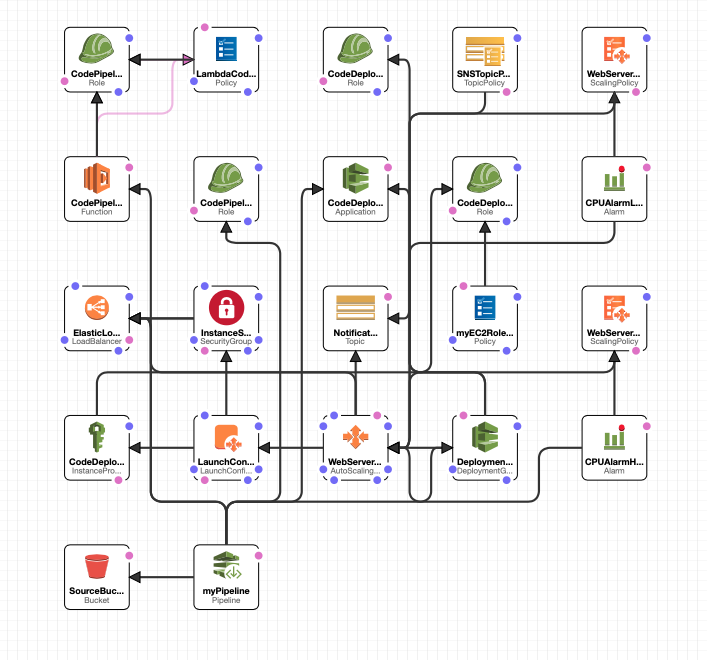 CodePipel...
Role
LambdaCod...
Policy
CodeDeplo...
Role
SNSTopicP...
TopicPolicy
WebServer...
ScalingPolicy
CodePipel...
Function
CodePipel...
Role
CodeDeplo...
Application
CodeDeplo...
Role
CPUAlarmL...
Alarm
ElasticLo...
LoadBalancer
InstanceS...
SecurityGroup
Notificat...
Topic
myEC2Role...
Policy
WebServer...
ScalingPolicy
CodeDeplo...
InstancePro...
LaunchCon...
LaunchConfi...
WebServer...
AutoScaling...
Deploymen...
DeploymentG...
CPUAlarmH...
Alarm
SourceBuc...
Bucket
myPipeline
Pipeline